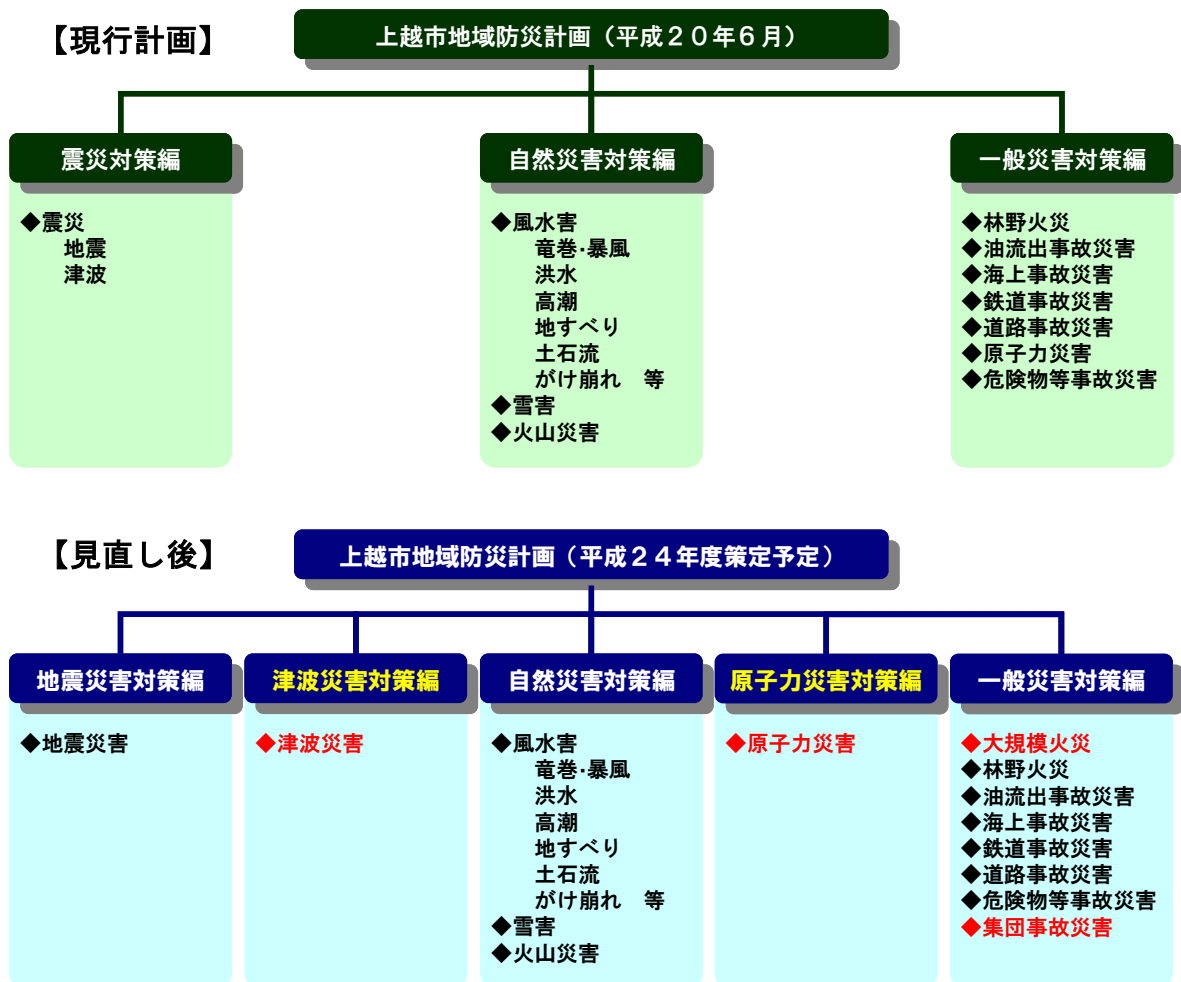 【現行計画】
上越市地域防災計画（平成２０年６月）
震災対策編
◆震災
地震
津波
自然災害対策編
◆風水害
竜巻・暴風
洪水
高潮
地すべり
土石流
がけ崩れ　等
◆雪害
◆火山災害
一般災害対策編
◆林野火災
◆油流出事故災害
◆海上事故災害
◆鉄道事故災害
◆道路事故災害
◆原子力災害
◆危険物等事故災害
【見直し後】
上越市地域防災計画（平成２４年度策定予定）
地震災害対策編
◆地震災害
津波災害対策編
◆津波災害
自然災害対策編
◆風水害
竜巻・暴風
洪水
高潮
地すべり
土石流
がけ崩れ　等
◆雪害
◆火山災害
原子力災害対策編
◆原子力災害
一般災害対策編
◆大規模火災
◆林野火災
◆油流出事故災害
◆海上事故災害
◆鉄道事故災害
◆道路事故災害
◆危険物等事故災害
◆集団事故災害